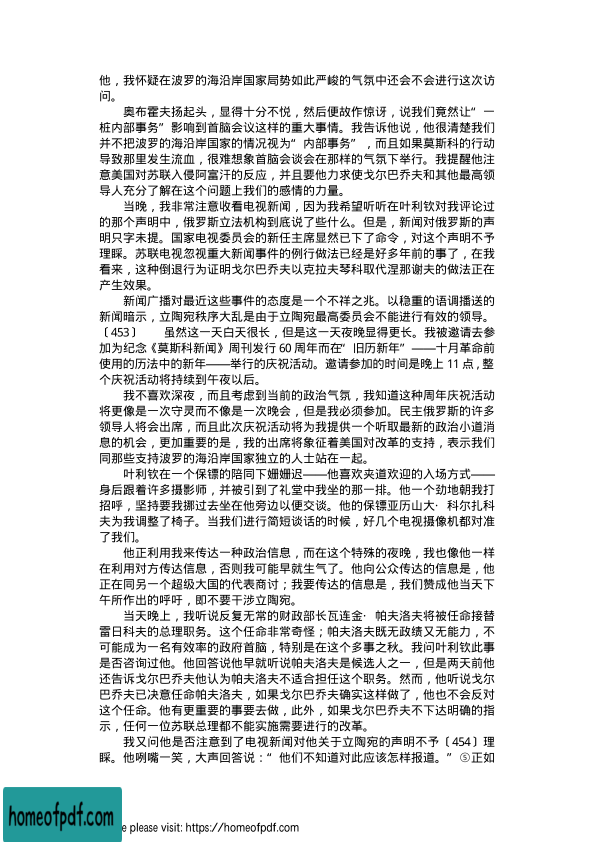 他，我怀疑在波罗的海沿岸国家局势如此严峻的气氛中还会不会进行这次访
问。
奥布霍夫扬起头，显得十分不悦，然后便故作惊讶，说我们竟然让“一
桩内部事务”影响到首脑会议这样的重大事情。我告诉他说，他很清楚我们
并不把波罗的海沿岸国家的情况视为“内部事务”，而且如果莫斯科的行动
导致那里发生流血，很难想象首脑会谈会在那样的气氛下举行。我提醒他注
意美国对苏联入侵阿富汗的反应，并且要他力求使戈尔巴乔夫和其他最高领
导人充分了解在这个问题上我们的感情的力量。
当晚，我非常注意收看电视新闻，因为我希望听听在叶利钦对我评论过
的那个声明中，俄罗斯立法机构到底说了些什么。但是，新闻对俄罗斯的声
明只字未提。国家电视委员会的新任主席显然已下了命令，对这个声明不予
理睬。苏联电视忽视重大新闻事件的例行做法已经是好多年前的事了，在我
看来，这种倒退行为证明戈尔巴乔夫以克拉夫琴科取代涅那谢夫的做法正在
产生效果。
新闻广播对最近这些事件的态度是一个不祥之兆。以稳重的语调播送的
新闻暗示，立陶宛秩序大乱是由于立陶宛最高委员会不能进行有效的领导。
〔453〕 虽然这一天白天很长，但是这一天夜晚显得更长。我被邀请去参
加为纪念《莫斯科新闻》周刊发行 60 周年而在“旧历新年”——十月革命前
使用的历法中的新年——举行的庆祝活动。邀请参加的时间是晚上 11 点，整
个庆祝活动将持续到午夜以后。
我不喜欢深夜，而且考虑到当前的政治气氛，我知道这种周年庆祝活动
将更像是一次守灵而不像是一次晚会，但是我必须参加。民主俄罗斯的许多
领导人将会出席，而且此次庆祝活动将为我提供一个听取最新的政治小道消
息的机会，更加重要的是，我的出席将象征着美国对改革的支持，表示我们
同那些支持波罗的海沿岸国家独立的人士站在一起。
叶利钦在一个保镖的陪同下姗姗迟——他喜欢夹道欢迎的入场方式——
身后跟着许多摄影师，并被引到了礼堂中我坐的那一排。他一个劲地朝我打
招呼，坚持要我挪过去坐在他旁边以便交谈。他的保镖亚历山大·科尔扎科
夫为我调整了椅子。当我们进行简短谈话的时候，好几个电视摄像机都对准
了我们。
他正利用我来传达一种政治信息，而在这个特殊的夜晚，我也像他一样
在利用对方传达信息，否则我可能早就生气了。他向公众传达的信息是，他
正在同另一个超级大国的代表商讨；我要传达的信息是，我们赞成他当天下
午所作出的呼吁，即不要干涉立陶宛。
当天晚上，我听说反复无常的财政部长瓦连金·帕夫洛夫将被任命接替
雷日科夫的总理职务。这个任命非常奇怪；帕夫洛夫既无政绩又无能力，不
可能成为一名有效率的政府首脑，特别是在这个多事之秋。我问叶利钦此事
是否咨询过他。他回答说他早就听说帕夫洛夫是候选人之一，但是两天前他
还告诉戈尔巴乔夫他认为帕夫洛夫不适合担任这个职务。然而，他听说戈尔
巴乔夫已决意任命帕夫洛夫，如果戈尔巴乔夫确实这样做了，他也不会反对
这个任命。他有更重要的事要去做，此外，如果戈尔巴乔夫不下达明确的指
示，任何一位苏联总理都不能实施需要进行的改革。
我又问他是否注意到了电视新闻对他关于立陶宛的声明不予〔454〕理
睬。他咧嘴一笑，大声回答说：“他们不知道对此应该怎样报道。”⑤正如
homeofpdf.com
e please visit: https://homeofpdf.com